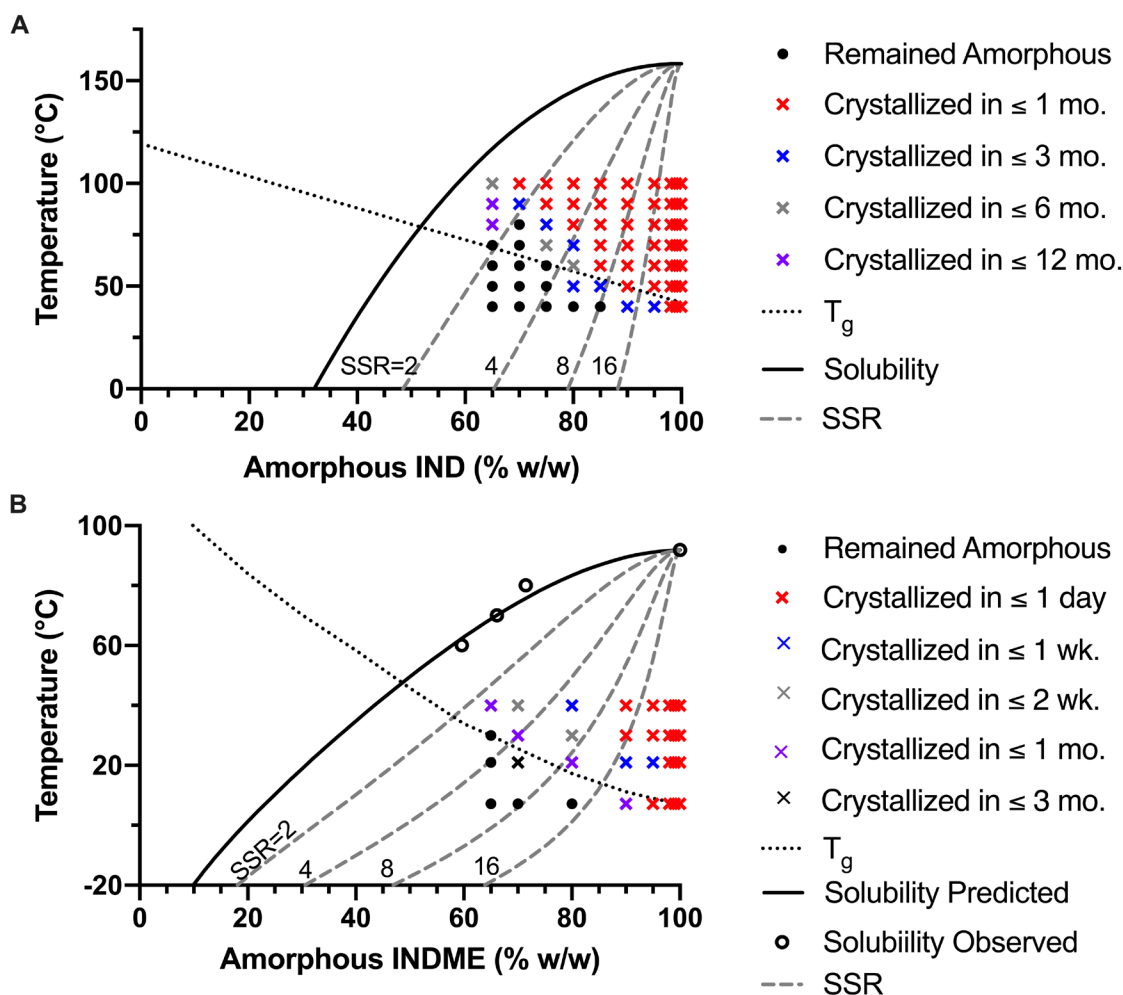 A
Temperature (°C)
150
100
50
0
SSR=2
4
8
16
0
20
40
60
80
100
Amorphous IND (% w/w)
Remained Amorphous
Crystallized in ≤ 1 mo.
Crystallized in ≤ 3 mo.
Crystallized in ≤ 6 mo.
Crystallized in ≤ 12 mo.
Tg
Solubility
SSR
B
Temperature (°C)
100
60
20
-20
SSR=2
4
8
16
0
20
40
60
80
100
Amorphous INDME (% w/w)
Remained Amorphous
Crystallized in ≤ 1 day
Crystallized in ≤ 1 wk.
Crystallized in ≤ 2 wk.
Crystallized in ≤ 1 mo.
Crystallized in ≤ 3 mo.
Tg
Solubility Predicted
Solubiility Observed
SSR